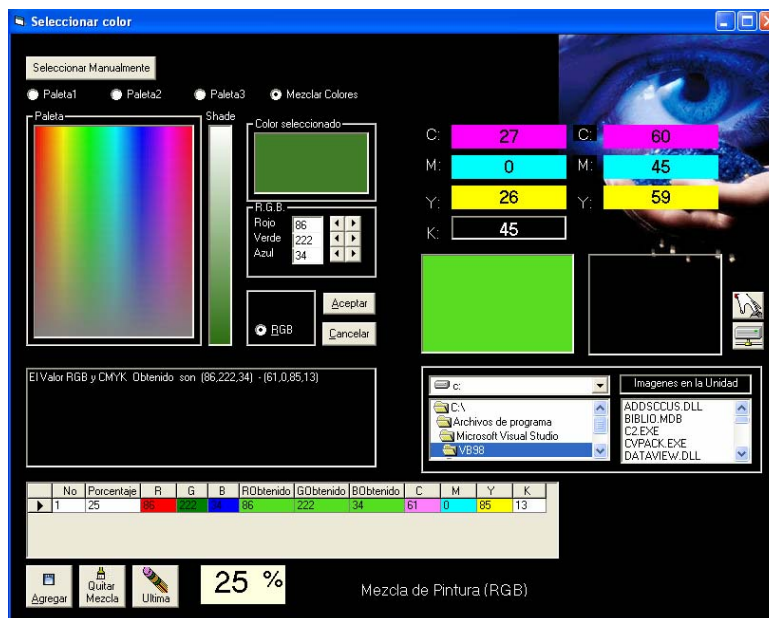 Seleccionar color
Seleccionar Manualmente
Paleta1 Paleta2 Paleta3 Mezclar Colores
Paleta Shade Color seleccionado
C: 27 C: 60
M: 0 M: 45
Y: 26 Y: 59
K: 45
R.G.B.
Rojo 86
Verde 222
Azul 34
RGB
Aceptar
Cancelar
El Valor RGB y CMYK Obtenido son (86,222,34) - (61,0,85,13)
c: Imagenes en la Unidad
C:\
Archivos de programa
Microsoft Visual Studio
VB98
ADDSCCUS.DLL
BIBLIO.MDB
C2.EXE
CVPACK.EXE
DATAVIEW.DLL
No Porcentaje R G B RObtenido GObtenido BObtenido C M Y K
1 25 86 222 34 86 222 34 61 0 85 13
Agregar
Quitar Mezcla
Ultima
25 %
Mezcla de Pintura (RGB)